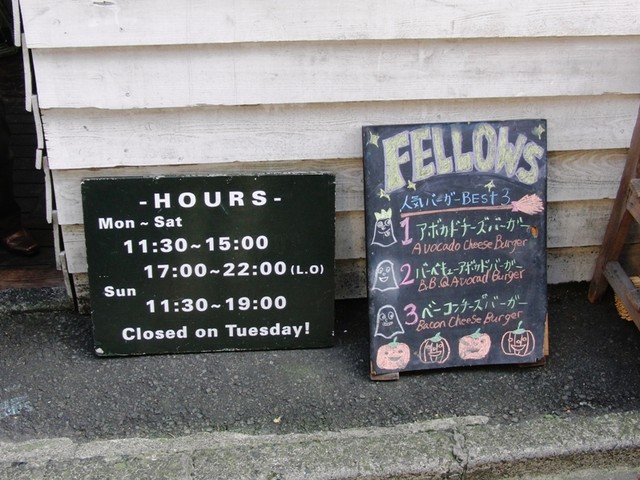 -HOURS-
Mon ~ Sat
11:30~15:00
17:00~22:00 (L.O)
Sun
11:30~19:00
Closed on Tuesday!
FELLOWS
人気バーガーBEST 3
1 アボカドチーズバーガー
Avocado Cheese Burger
2 バーベキューアボカドバーガー
B.B.Q Avocad Burger
3 ベーコンチーズバーガー
Bacon Cheese Burger